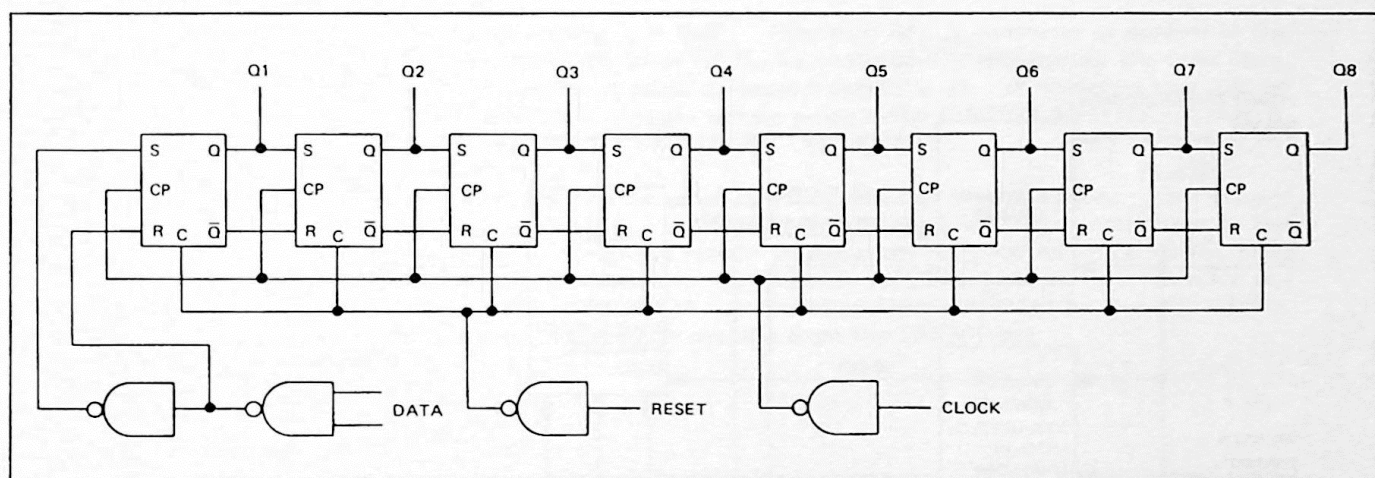 Q1 Q2 Q3 Q4 Q5 Q6 Q7 Q8
S Q S Q S Q S Q S Q S Q S Q S Q
CP CP CP CP CP CP CP CP
R C Q̅ R C Q̅ R C Q̅ R C Q̅ R C Q̅ R C Q̅ R C Q̅ R C Q̅
DATA RESET CLOCK